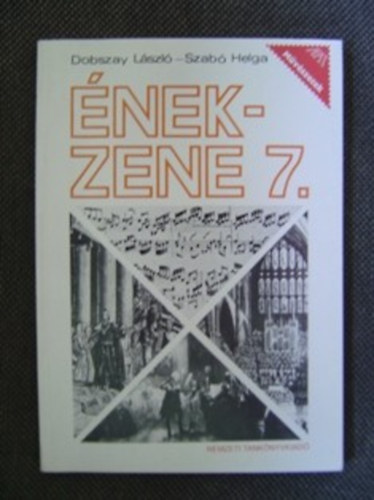 Dobszay László – Szabó Helga
ÉNEK-
ZENE 7.
NEMZETI TANKÖNYVKIADÓ